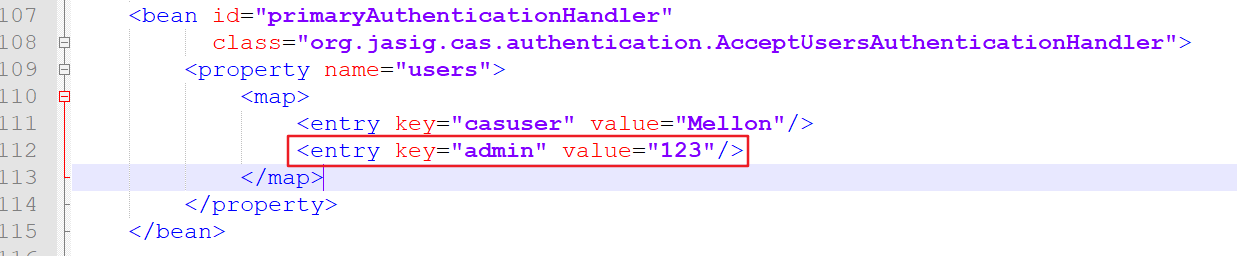 107 <bean id="primaryAuthenticationHandler"
108 class="org.jasig.cas.authentication.AcceptUsersAuthenticationHandler">
109 <property name="users">
110 <map>
111 <entry key="casuser" value="Mellon"/>
112 <entry key="admin" value="123"/>
113 </map>
114 </property>
115 </bean>
116